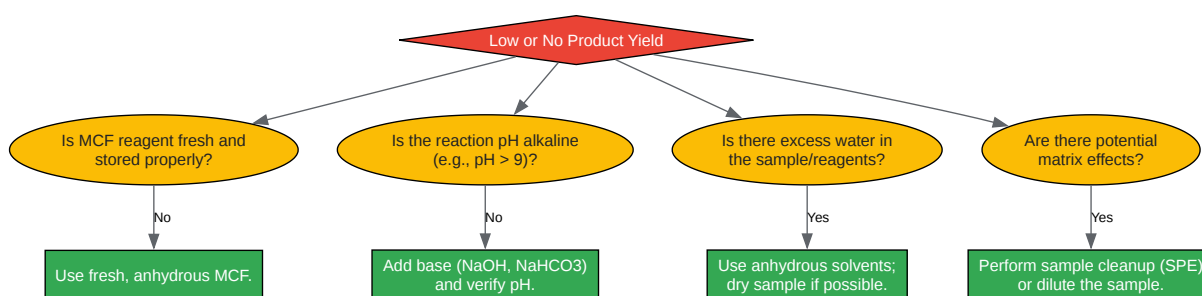 Low or No Product Yield
Is MCF reagent fresh and
stored properly?
Is the reaction pH alkaline
(e.g., pH > 9)?
Is there excess water in
the sample/reagents?
Are there potential
matrix effects?
No
No
Yes
Yes
Use fresh, anhydrous MCF.
Add base (NaOH, NaHCO3)
and verify pH.
Use anhydrous solvents;
dry sample if possible.
Perform sample cleanup (SPE)
or dilute the sample.